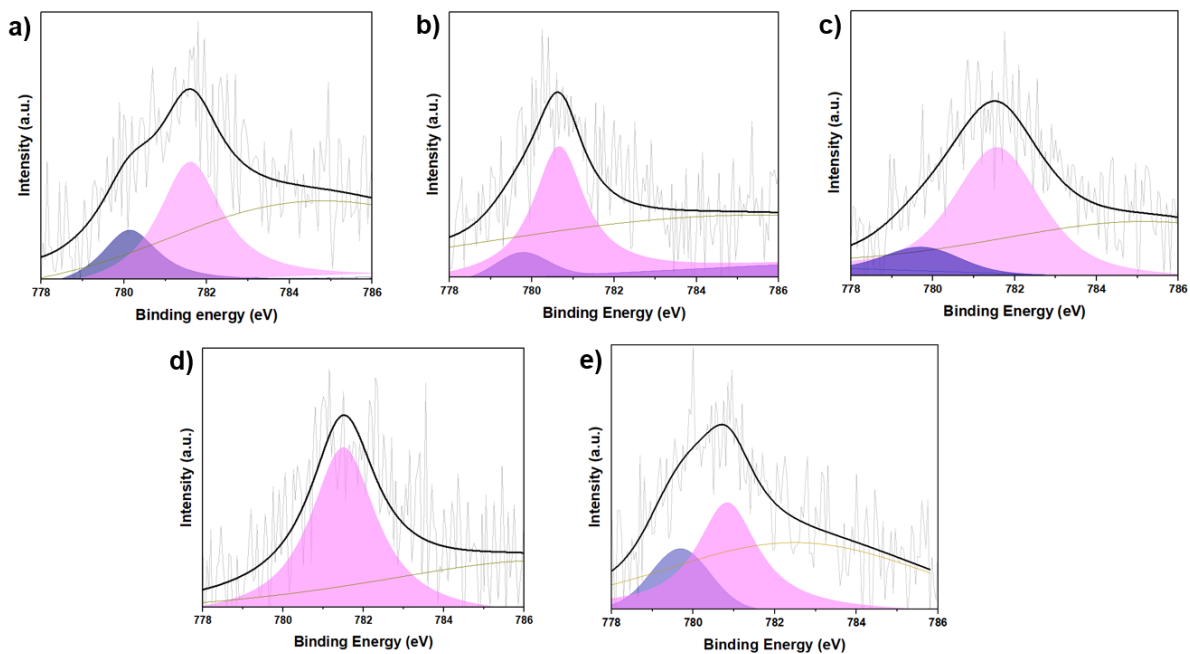 a)
Intensity (a.u.)
778 780 782 784 786
Binding energy (eV)
b)
Intensity (a.u.)
778 780 782 784 786
Binding Energy (eV)
c)
Intensity (a.u.)
778 780 782 784 786
Binding Energy (eV)
d)
Intensity (a.u.)
778 780 782 784 786
Binding Energy (eV)
e)
Intensity (a.u.)
778 780 782 784 786
Binding Energy (eV)